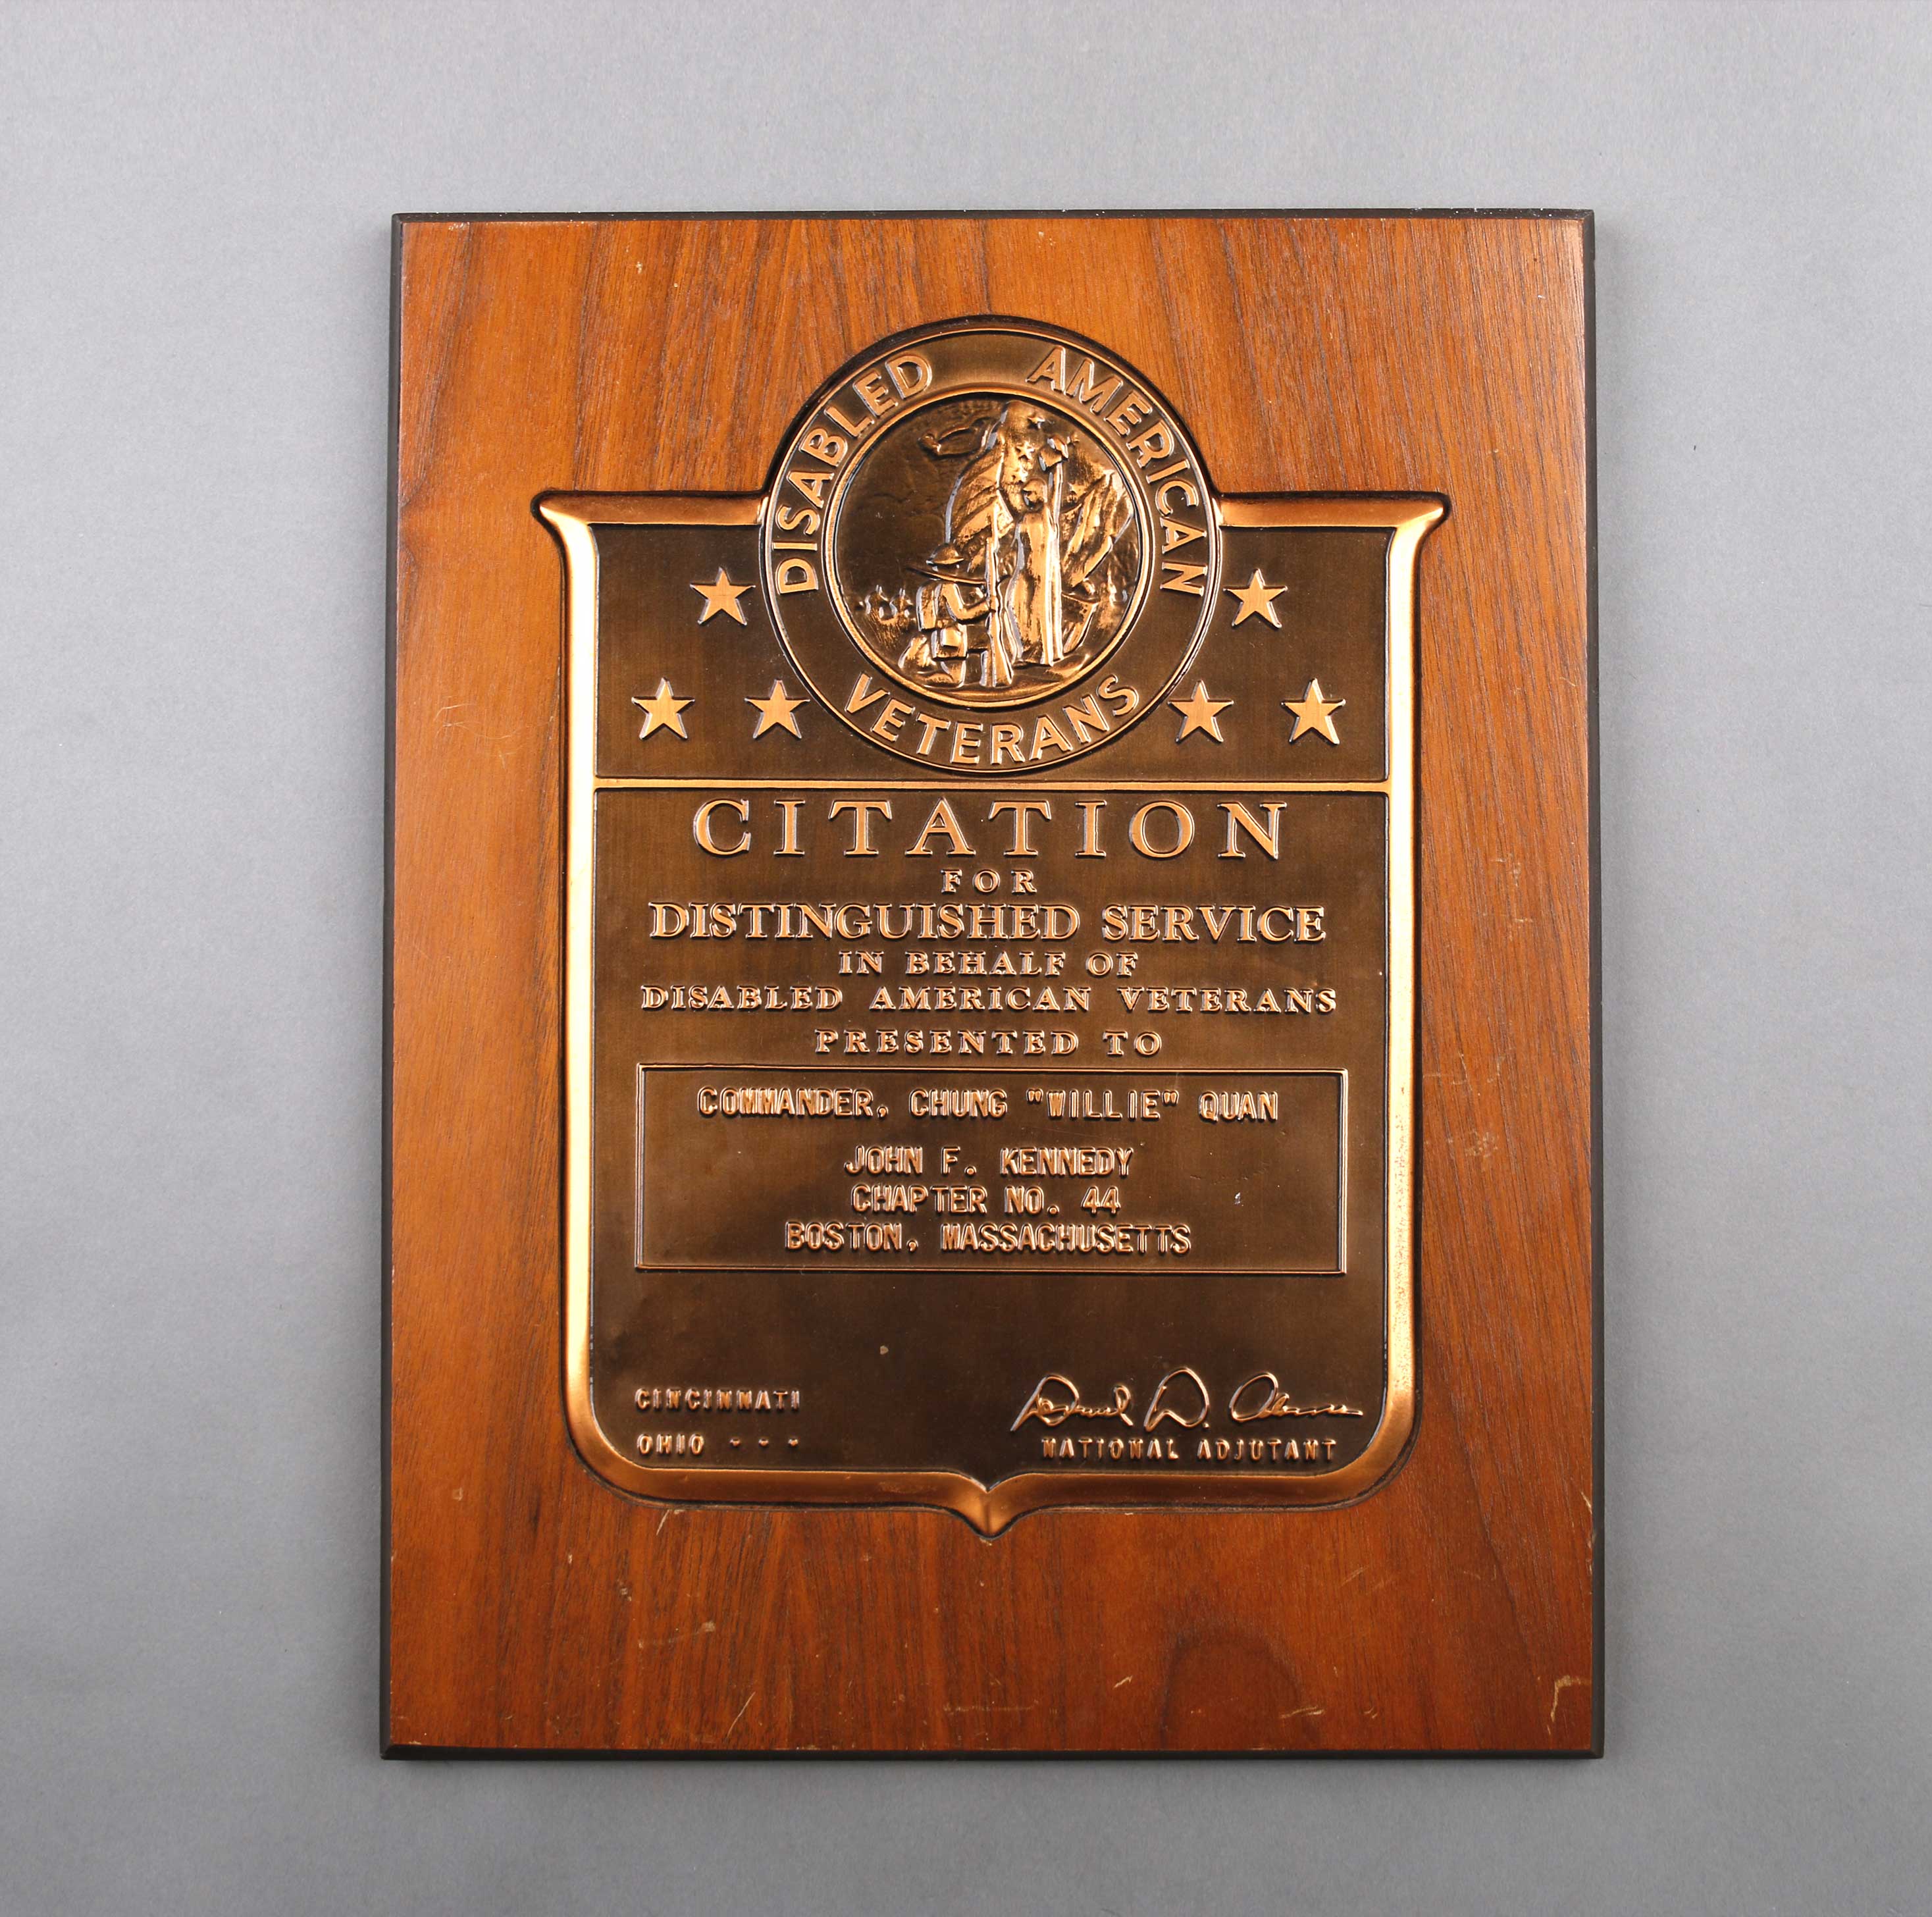 DISABLED AMERICAN
VETERANS
CITATION
FOR
DISTINGUISHED SERVICE
IN BEHALF OF
DISABLED AMERICAN VETERANS
PRESENTED TO
COMMANDER, CHUNG "WILLIE" QUAN
JOHN F. KENNEDY
CHAPTER NO. 44
BOSTON, MASSACHUSETTS
CINCINNATI
OHIO - - -
NATIONAL ADJUTANT